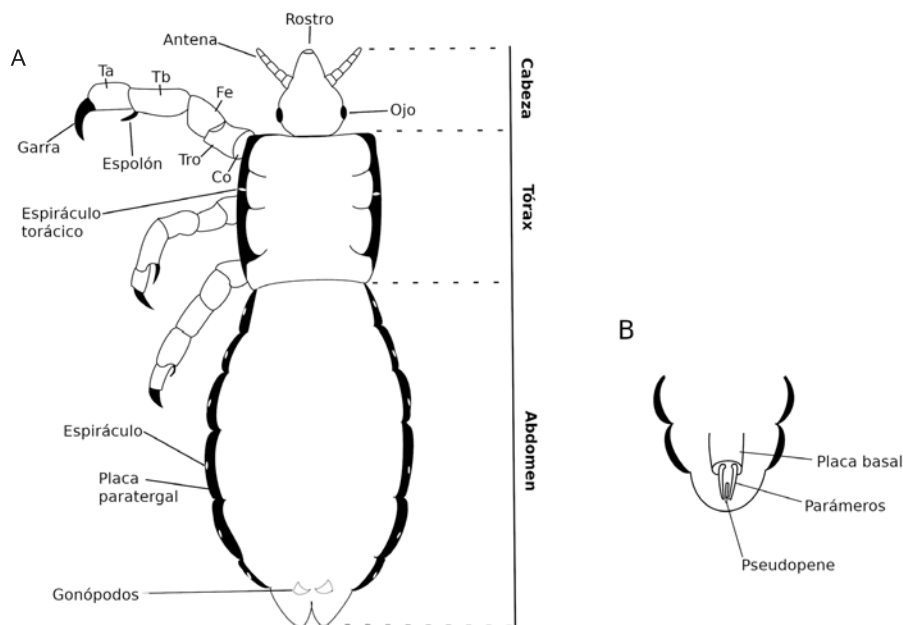 A
Rostro
Antena
Ta
Tb
Fe
Ojo
Garra
Espolón
Tro
Co
Espiráculo
torácico
Espiráculo
Placa
paratergal
Gonópodos
Cabeza
Tórax
Abdomen
B
Placa basal
Parámeros
Pseudopene